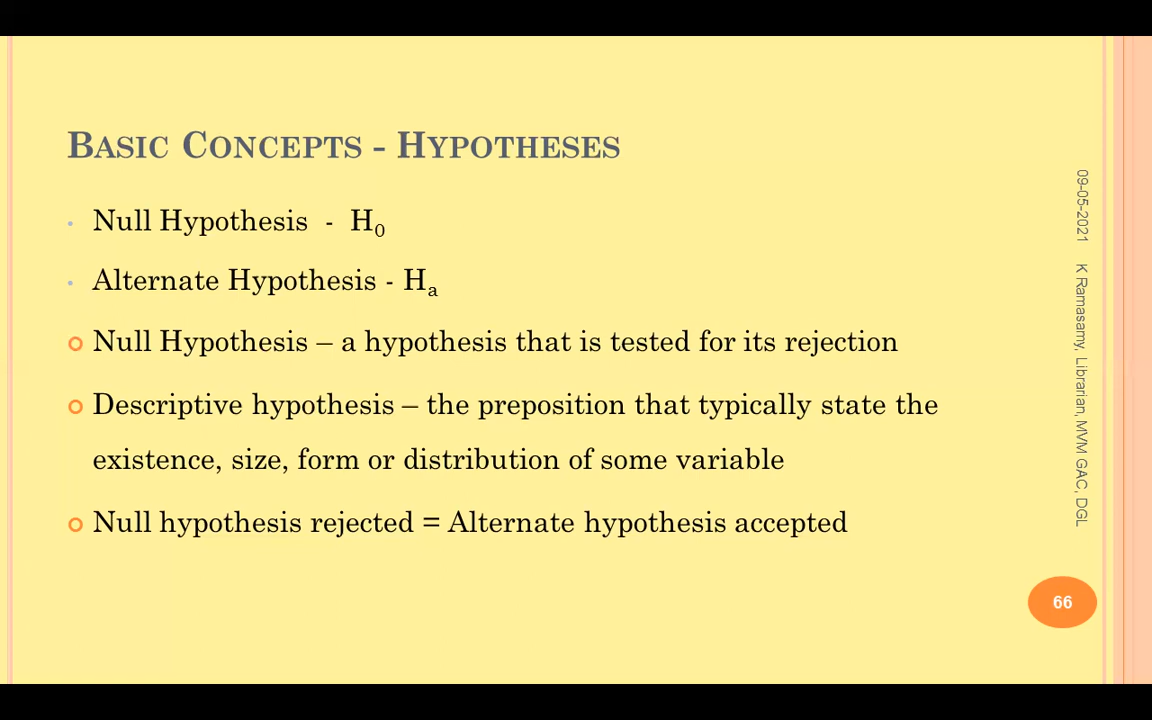 BASIC CONCEPTS - HYPOTHESES
Null Hypothesis - H₀
Alternate Hypothesis - Hₐ
Null Hypothesis – a hypothesis that is tested for its rejection
Descriptive hypothesis – the preposition that typically state the
existence, size, form or distribution of some variable
Null hypothesis rejected = Alternate hypothesis accepted
09-05-2021 K Ramasamy, Librarian, MVM GAC, DGL
66